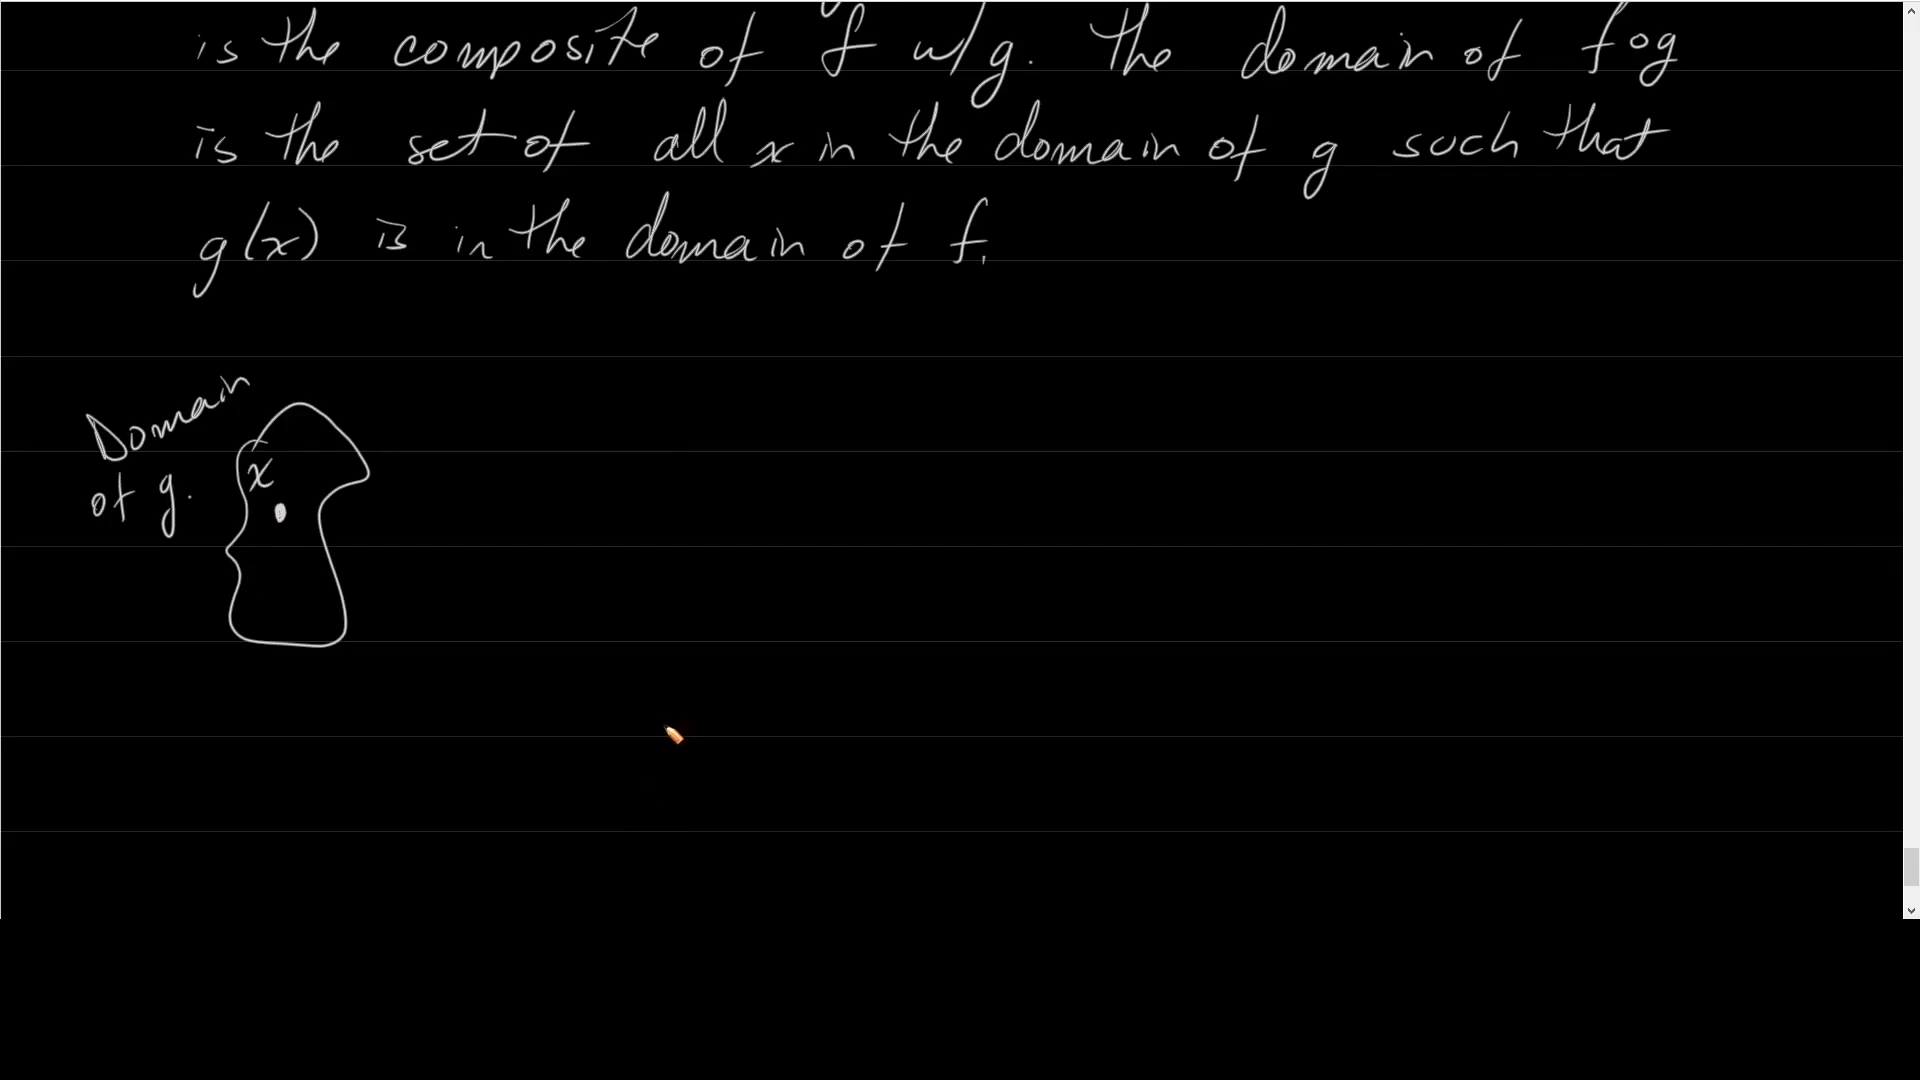 is the composite of f w/ g. The domain of f∘g
is the set of all x in the domain of g such that
g(x) is in the domain of f.
Domain
of g.
x